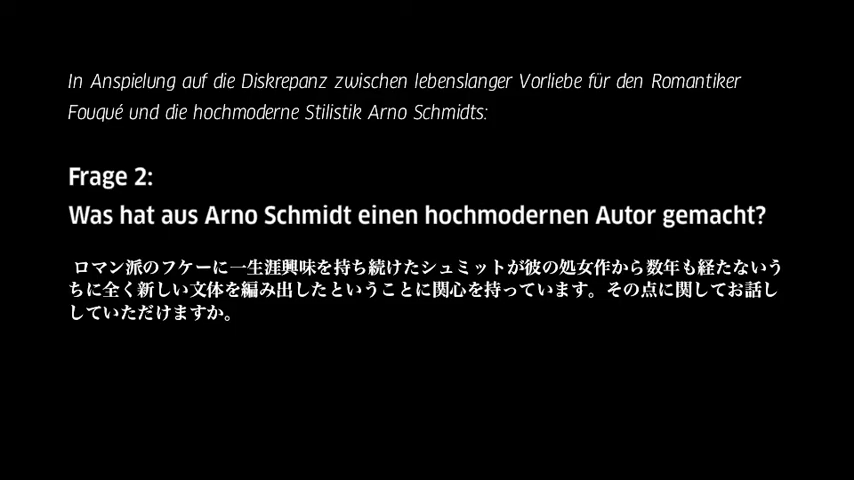 In Anspielung auf die Diskrepanz zwischen lebenslanger Vorliebe für den Romantiker
Fouqué und die hochmoderne Stilistik Arno Schmidts:
Frage 2:
Was hat aus Arno Schmidt einen hochmodernen Autor gemacht?
ロマン派のフケーに一生涯興味を持ち続けたシュミットが彼の処女作から数年も経たないう
ちに全く新しい文体を編み出したということに関心を持っています。その点に関してお話し
していただけますか。